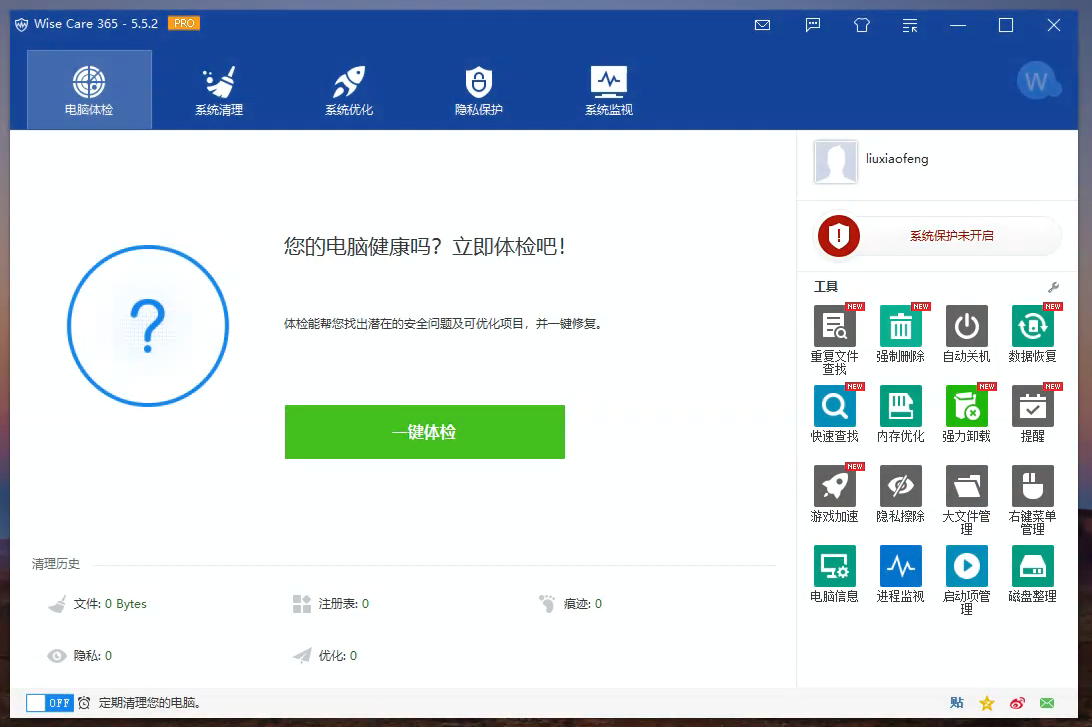 Wise Care 365 - 5.5.2 PRO
电脑体检
系统清理
系统优化
隐私保护
系统监视
W
liuxiaofeng
您的电脑健康吗？立即体检吧！
系统保护未开启
体检能帮您找出潜在的安全问题及可优化项目，并一键修复。
一键体检
工具
NEW
重复文件
查找
NEW
强制删除
自动关机
NEW
数据恢复
NEW
快速查找
内存优化
NEW
强力卸载
NEW
提醒
NEW
游戏加速
隐私擦除
大文件管
理
右键菜单
管理
电脑信息
进程监视
启动项管
理
磁盘整理
清理历史
文件: 0 Bytes
注册表: 0
痕迹: 0
隐私: 0
优化: 0
OFF
定期清理您的电脑。
贴